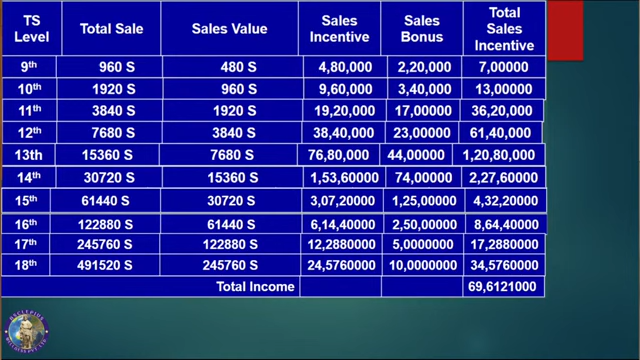 TS Level Total Sale Sales Value Sales Incentive Sales Bonus Total Sales Incentive
9th 960 S 480 S 4,80,000 2,20,000 7,00000
10th 1920 S 960 S 9,60,000 3,40,000 13,00000
11th 3840 S 1920 S 19,20,000 17,00000 36,20,000
12th 7680 S 3840 S 38,40,000 23,00000 61,40,000
13th 15360 S 7680 S 76,80,000 44,00000 1,20,80,000
14th 30720 S 15360 S 1,53,60000 74,00000 2,27,60000
15th 61440 S 30720 S 3,07,20000 1,25,00000 4,32,20000
16th 122880 S 61440 S 6,14,40000 2,50,00000 8,64,40000
17th 245760 S 122880 S 12,2880000 5,0000000 17,2880000
18th 491520 S 245760 S 24,5760000 10,0000000 34,5760000
Total Income 69,6121000